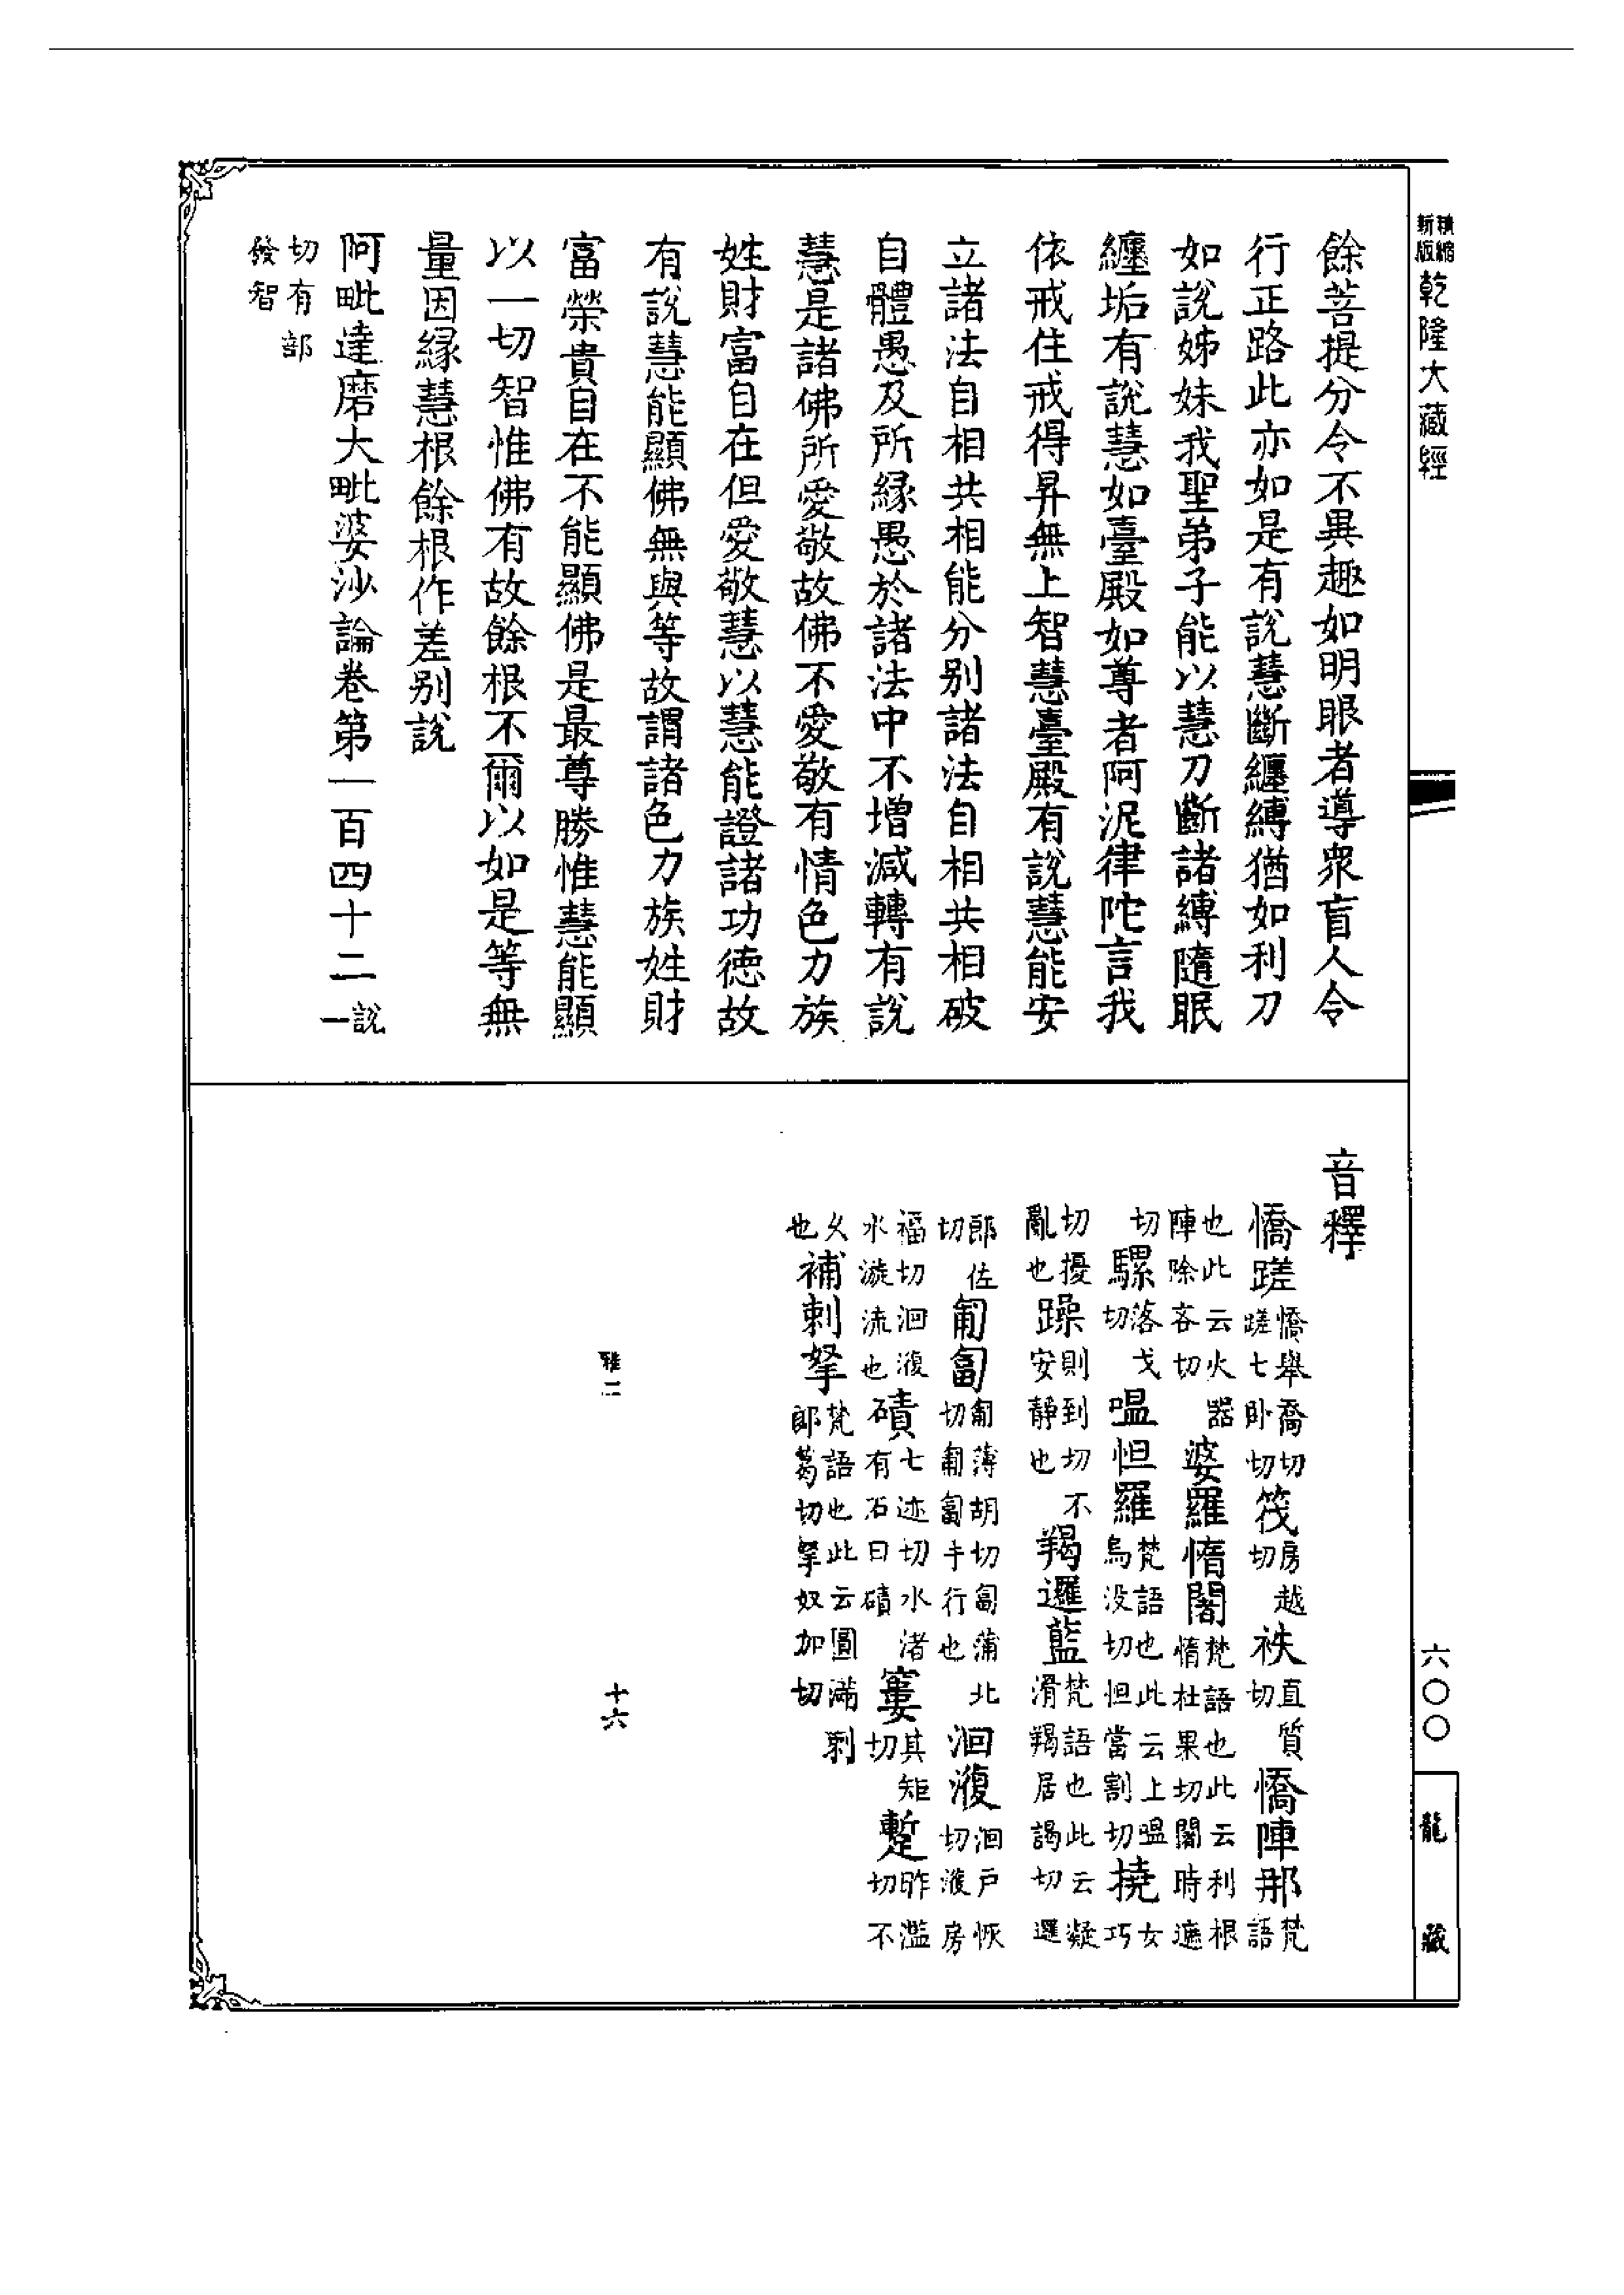 精縮新版乾隆大藏經
餘菩提分令不異趣如明眼者導衆盲人令
行正路此亦如是有說慧斷纏縛猶如利刀
如說姊妹我聖弟子能以慧刀斷諸縛隨眠
纏垢有說慧如臺殿如尊者阿泥律陀言我
依戒住戒得昇無上智慧臺殿有說慧能安
立諸法自相共相能分别諸法自相共相破
自體愚及所緣愚於諸法中不增減轉有說
慧是諸佛所愛敬故佛不愛敬有情色力族
姓財富自在但愛敬慧以慧能證諸功德故
有說慧能顯佛無與等故謂諸色力族姓財
富榮貴自在不能顯佛是最尊勝惟慧能顯
以一切智惟佛有故餘根不爾以如是等無
量因緣慧根餘根作差别說
阿毗達磨大毗婆沙論卷第一百四十二說一
切有部發智
音釋
憍蹉憍舉喬切蹉七卧切筏房越切袟直質切憍陣那梵語
也此云火器陣除吝切婆羅惰闍梵語也此云利根惰杜果切闍時遮
切騾落戈切嗢怛羅梵語也此云上嗢烏没切怛當割切撓女巧
切擾亂也躁則到切不安靜也羯邏藍梵語也此云凝滑羯居謁切邏
郎佐切匍匐匍薄胡切匐蒲北切匍匐手行也洄澓洄戶恢切澓房
福切洄澓水漩流也磧七迹切水渚有石曰磧窶其矩切蹔昨濫切不
久也補剌拏梵語也此云圓滿剌郎葛切拏奴加切
雅二
十六
六〇〇
龍藏